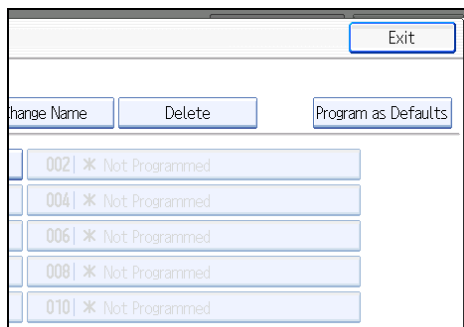 Exit
Change Name Delete Program as Defaults
002 ✱ Not Programmed
004 ✱ Not Programmed
006 ✱ Not Programmed
008 ✱ Not Programmed
010 ✱ Not Programmed